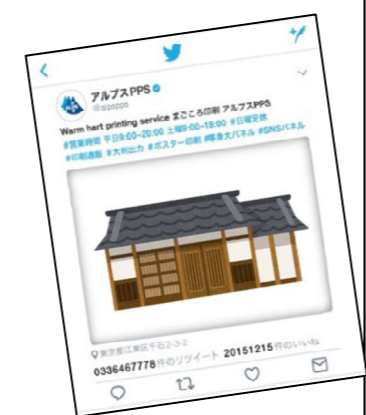 アルプスPPS
@alpspps
Warm hart printing service まごころ印刷 アルプスPPS
#営業時間 平日9:00-20:00 土曜9:00-18:00 #日曜定休
#印刷通販 #大判出力 #ポスター印刷 #等身大パネル #SNSパネル
東京都江東区千石2-3-2
0336467778件のリツイート 20151215件のいいね